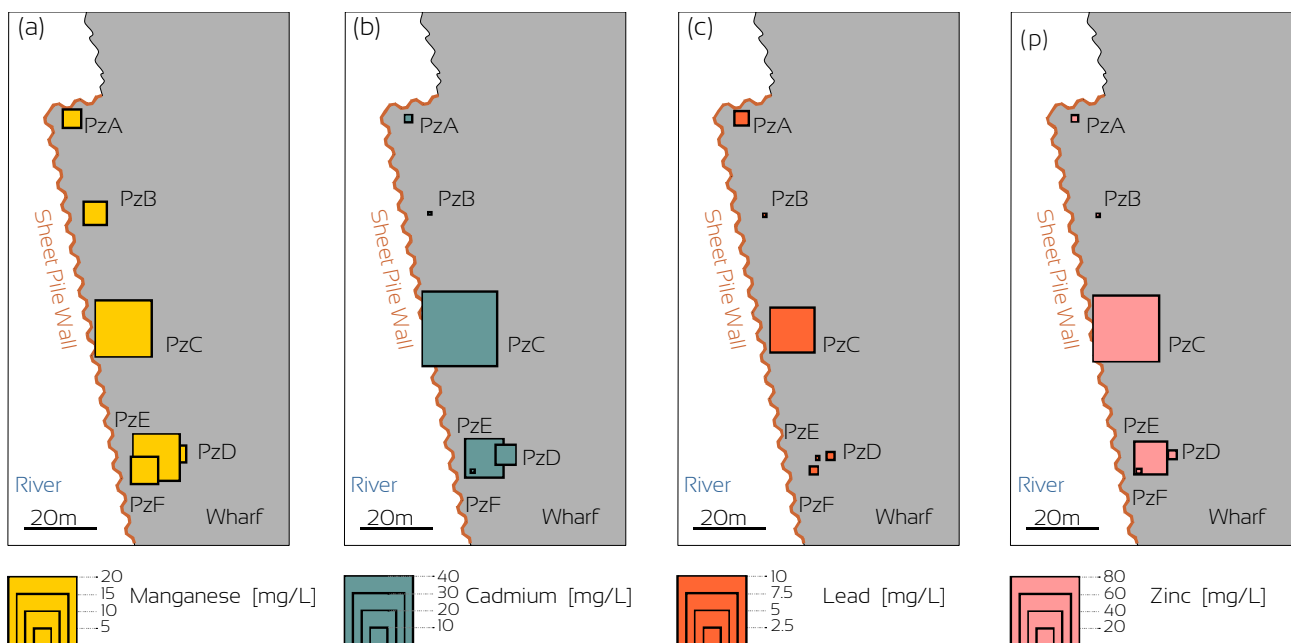 (a)
PzA
PzB
Sheet Pile Wall
PzC
PzE
PzD
PzF
River
20m
Wharf
(b)
PzA
PzB
Sheet Pile Wall
PzC
PzE
PzD
PzF
River
20m
Wharf
(c)
PzA
PzB
Sheet Pile Wall
PzC
PzE
PzD
PzF
River
20m
Wharf
(p)
PzA
PzB
Sheet Pile Wall
PzC
PzE
PzD
PzF
River
20m
Wharf
20
15
10
5
Manganese [mg/L]
40
30
20
10
Cadmium [mg/L]
10
7.5
5
2.5
Lead [mg/L]
80
60
40
20
Zinc [mg/L]